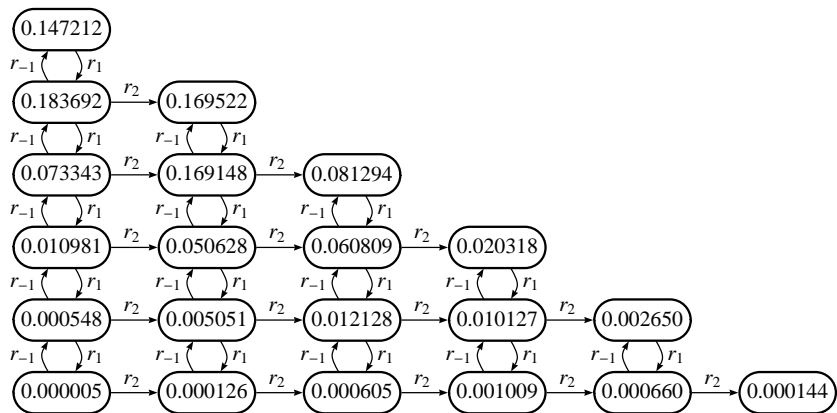 0.147212
r₋₁ r₁
0.183692 r₂ 0.169522
r₋₁ r₁ r₋₁ r₁
0.073343 r₂ 0.169148 r₂ 0.081294
r₋₁ r₁ r₋₁ r₁ r₋₁ r₁
0.010981 r₂ 0.050628 r₂ 0.060809 r₂ 0.020318
r₋₁ r₁ r₋₁ r₁ r₋₁ r₁ r₋₁ r₁
0.000548 r₂ 0.005051 r₂ 0.012128 r₂ 0.010127 r₂ 0.002650
r₋₁ r₁ r₋₁ r₁ r₋₁ r₁ r₋₁ r₁ r₋₁ r₁
0.000005 r₂ 0.000126 r₂ 0.000605 r₂ 0.001009 r₂ 0.000660 r₂ 0.000144